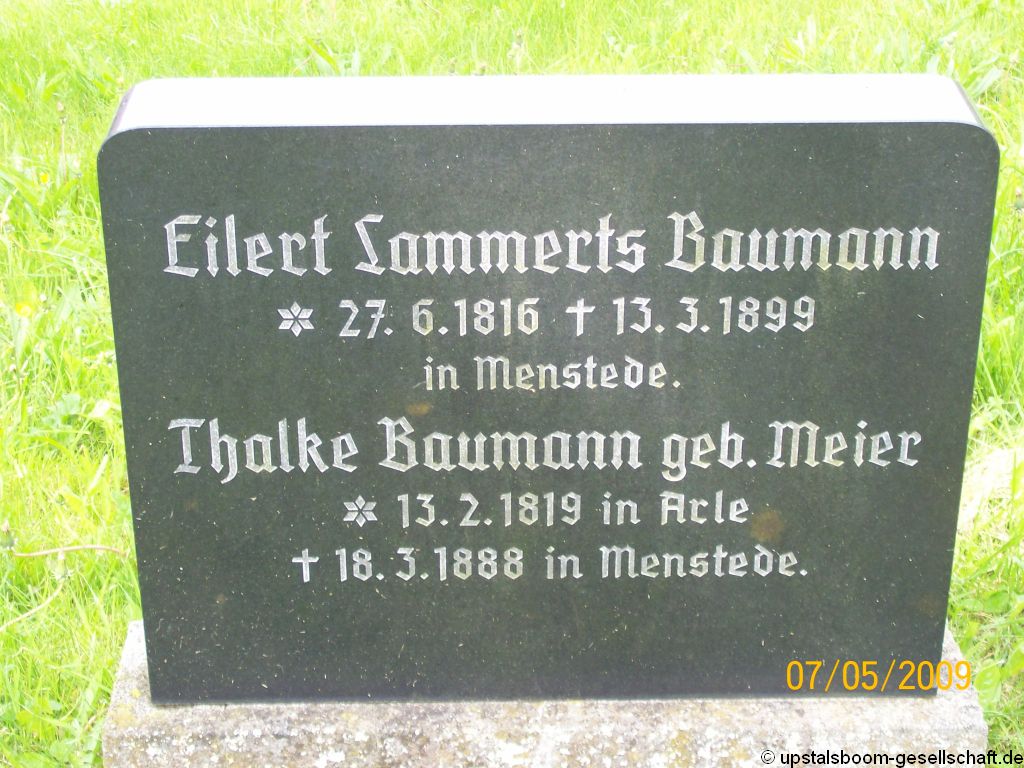 Eilert Lammerts Baumann
* 27. 6. 1816 † 13. 3. 1899
in Menstede.
Thalke Baumann geb. Meier
* 13. 2. 1819 in Arle
† 18. 3. 1888 in Menstede.
07/05/2009
© upstalsboom-gesellschaft.de